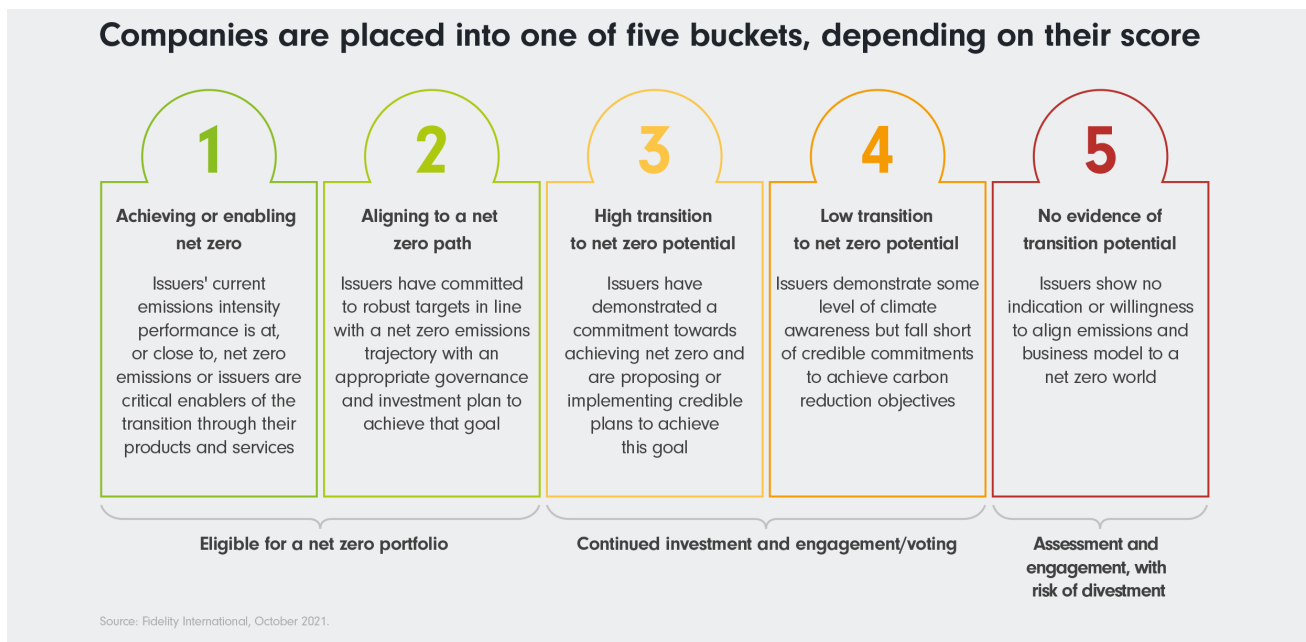 Companies are placed into one of five buckets, depending on their score
1
Achieving or enabling
net zero
Issuers' current
emissions intensity
performance is at,
or close to, net zero
emissions or issuers are
critical enablers of the
transition through their
products and services
2
Aligning to a net
zero path
Issuers have committed
to robust targets in line
with a net zero emissions
trajectory with an
appropriate governance
and investment plan to
achieve that goal
3
High transition
to net zero potential
Issuers have
demonstrated a
commitment towards
achieving net zero and
are proposing or
implementing credible
plans to achieve
this goal
4
Low transition
to net zero potential
Issuers demonstrate some
level of climate
awareness but fall short
of credible commitments
to achieve carbon
reduction objectives
5
No evidence of
transition potential
Issuers show no
indication or willingness
to align emissions and
business model to a
net zero world
Eligible for a net zero portfolio
Continued investment and engagement/voting
Assessment and
engagement, with
risk of divestment
Source: Fidelity International, October 2021.